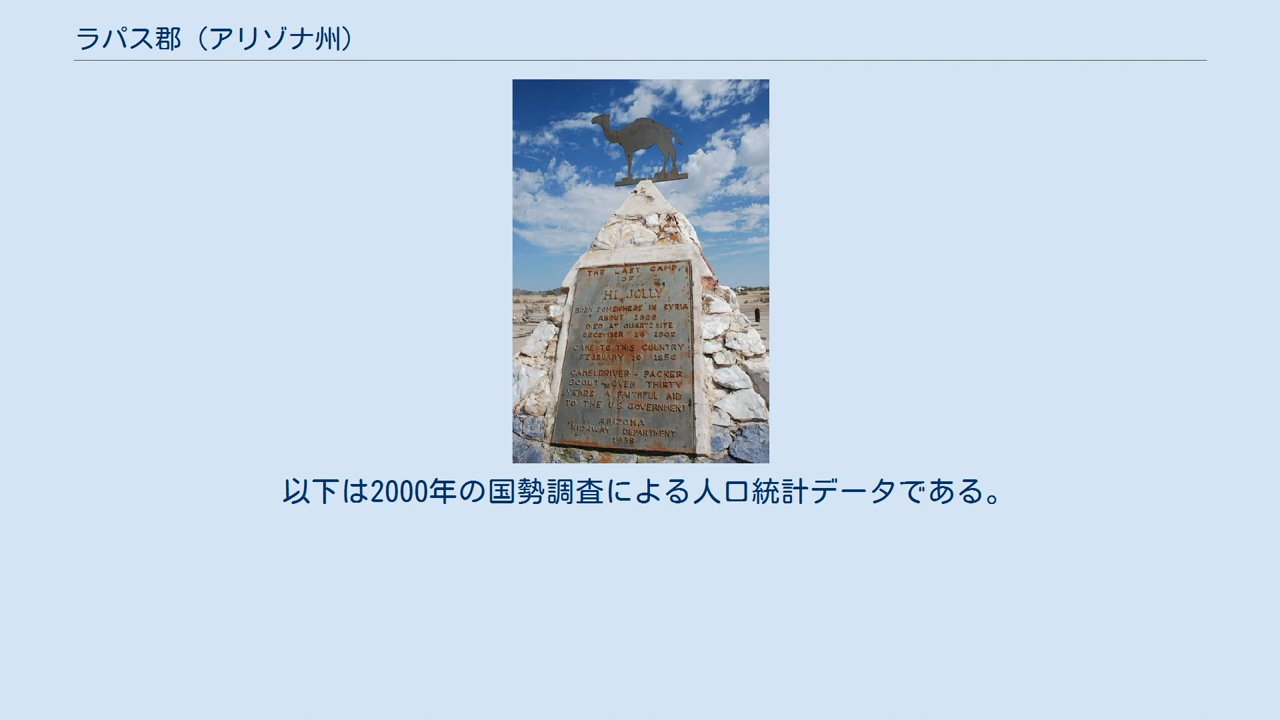 ラパス郡（アリゾナ州）
THE LAST CAMP
OF
HI JOLLY
BORN SOMEWHERE IN SYRIA
ABOUT 1828
DIED AT QUARTZSITE
DECEMBER 16 1902
CAME TO THIS COUNTRY
FEBRUARY 10 1856
CAMELDRIVER - PACKER
SCOUT - OVER THIRTY
YEARS A FAITHFUL AID
TO THE U.S. GOVERNMENT
ARIZONA
HIGHWAY DEPARTMENT
1935
以下は2000年の国勢調査による人口統計データである。